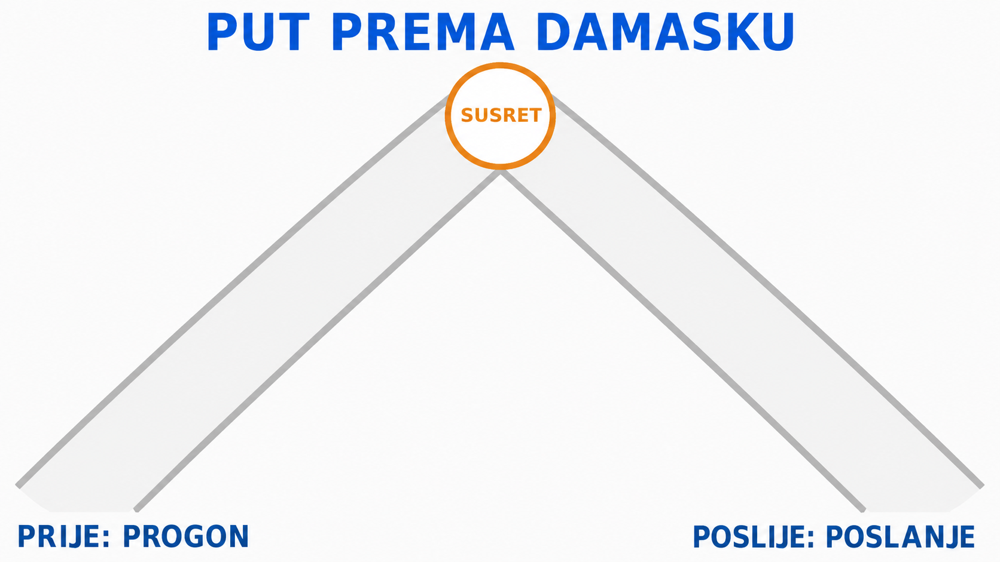 PUT PREMA DAMASKU
SUSRET
PRIJE: PROGON
POSLIJE: POSLANJE